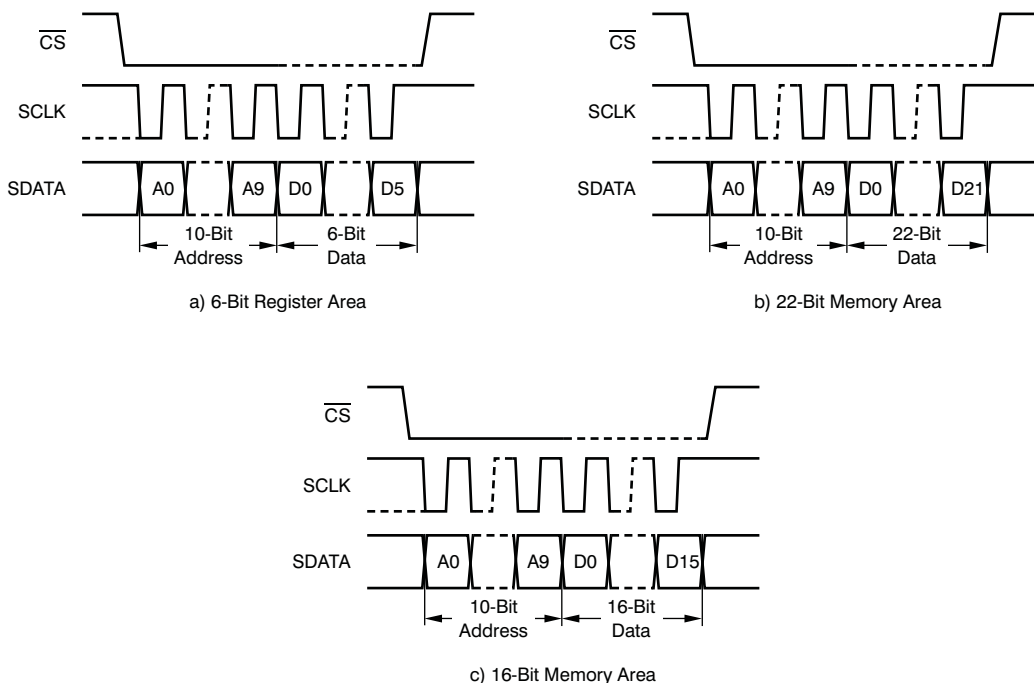 CS
SCLK
SDATA
A0 A9 D0 D5
10-Bit 6-Bit
Address Data
a) 6-Bit Register Area
CS
SCLK
SDATA
A0 A9 D0 D21
10-Bit 22-Bit
Address Data
b) 22-Bit Memory Area
CS
SCLK
SDATA
A0 A9 D0 D15
10-Bit 16-Bit
Address Data
c) 16-Bit Memory Area